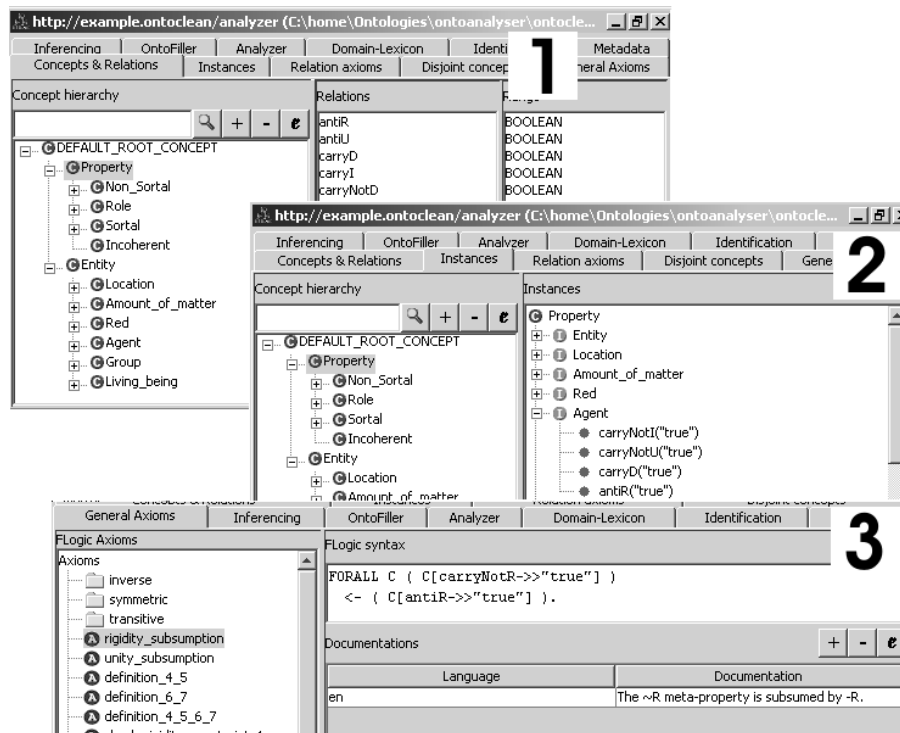 http://example.ontoclean/analyzer (C:\home\Ontologies\ontoanalyser\ontocle...
1
Inferencing OntoFiller Analyzer Domain-Lexicon Metadata
Concepts & Relations Instances Relation axioms Disjoint Axioms
Concept hierarchy Relations
+ - e
antiR BOOLEAN
antiU BOOLEAN
carryD BOOLEAN
carryI BOOLEAN
carryNotD BOOLEAN
DEFAULT_ROOT_CONCEPT
Property
Non_Sortal
Role
Sortal
Incoherent
Entity
Location
Amount_of_matter
Red
Agent
Group
Living_being
http://example.ontoclean/analyzer (C:\home\Ontologies\ontoanalyser\ontocle...
2
Inferencing OntoFiller Analyzer Domain-Lexicon Identification
Concepts & Relations Instances Relation axioms Disjoint concepts Gene
Concept hierarchy Instances
+ - e
DEFAULT_ROOT_CONCEPT
Property
Non_Sortal
Role
Sortal
Incoherent
Entity
Location
Amount_of_matter
Property
Entity
Location
Amount_of_matter
Red
Agent
carryNotI("true")
carryNotU("true")
carryD("true")
antiR("true")
3
General Axioms Inferencing OntoFiller Analyzer Domain-Lexicon Identification
FLogic Axioms FLogic syntax
Axioms
inverse
symmetric
transitive
rigidity_subsumption
unity_subsumption
definition_4_5
definition_6_7
definition_4_5_6_7
FORALL C ( C[carryNotR->>"true"] )
<- ( C[antiR->>"true"] ).
Documentations + - e
Language Documentation
en The ~R meta-property is subsumed by -R.